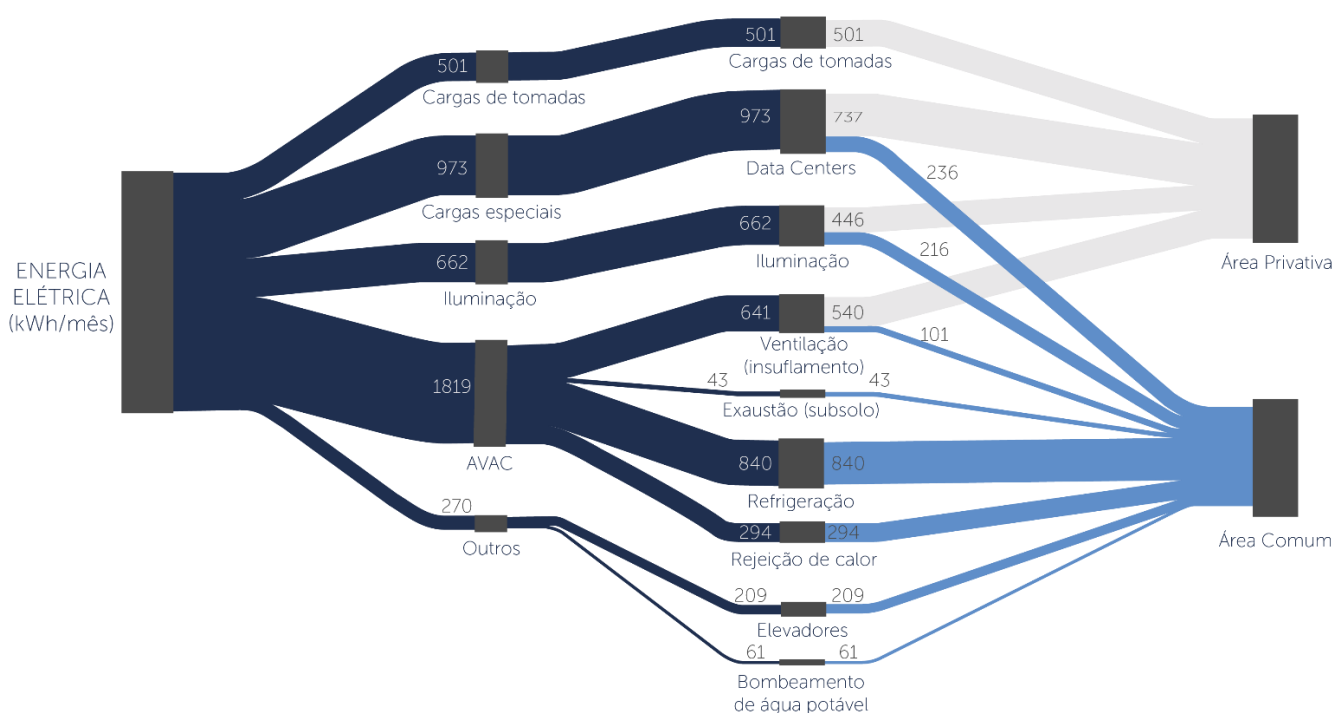 ENERGIA
ELÉTRICA
(kWh/mês)
501
Cargas de tomadas
973
Cargas especiais
662
Iluminação
1819
AVAC
270
Outros
501 501
Cargas de tomadas
973 737
Data Centers
236
662 446
Iluminação
216
641 540
Ventilação
(insuflamento)
101
43 43
Exaustão (subsolo)
840 840
Refrigeração
294 294
Rejeição de calor
209 209
Elevadores
61 61
Bombeamento
de água potável
Área Privativa
Área Comum